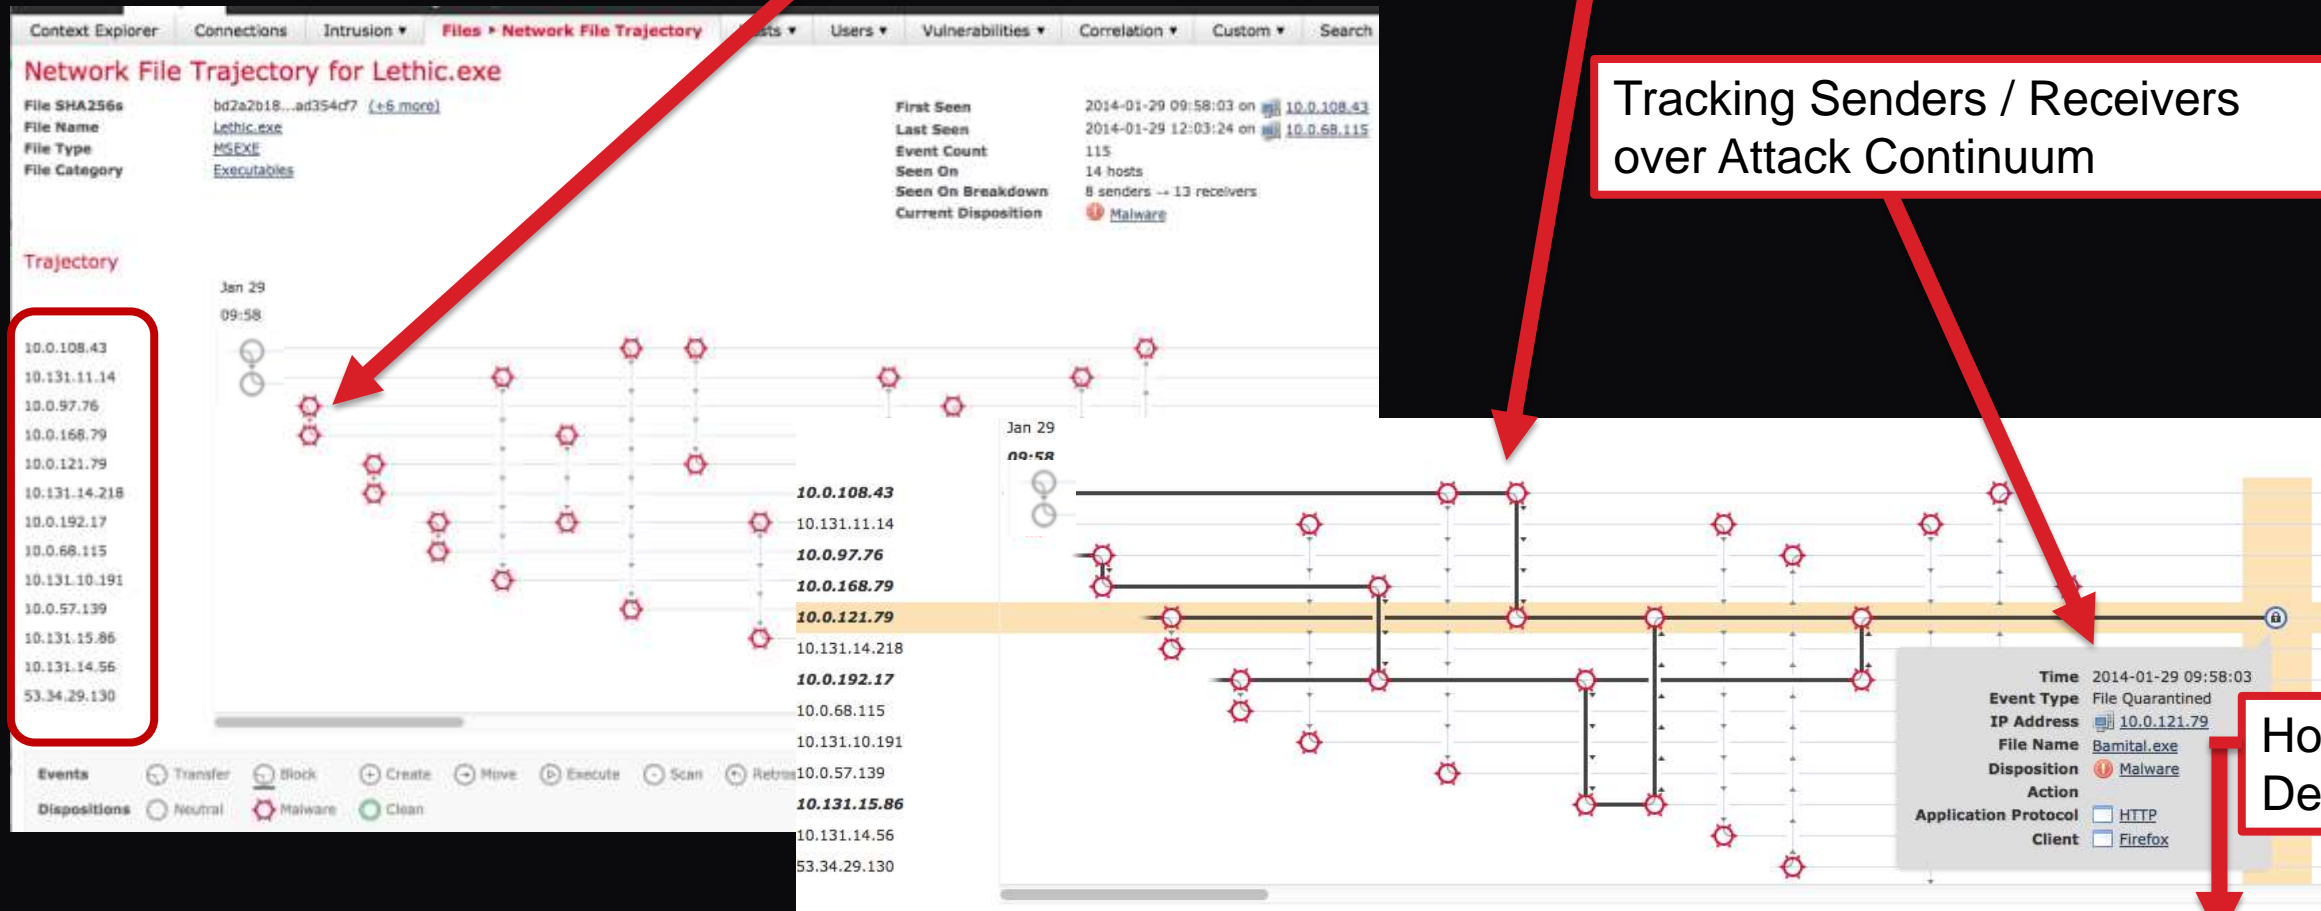 Context Explorer Connections Intrusion ▾ Files ▸ Network File Trajectory Users ▾ Vulnerabilities ▾ Correlation ▾ Custom ▾ Search
Network File Trajectory for Lethic.exe
File SHA256s bd2a2b18...ad354cf7 (+6 more)
File Name Lethic.exe
File Type MSEXE
File Category Executables
First Seen 2014-01-29 09:58:03 on 10.0.108.43
Last Seen 2014-01-29 12:03:24 on 10.0.68.115
Event Count 115
Seen On 14 hosts
Seen On Breakdown 8 senders → 13 receivers
Current Disposition Malware
Tracking Senders / Receivers
over Attack Continuum
Trajectory
Jan 29
09:58
10.0.108.43
10.131.11.14
10.0.97.76
10.0.168.79
10.0.121.79
10.131.14.218
10.0.192.17
10.0.68.115
10.131.10.191
10.0.57.139
10.131.15.86
10.131.14.56
53.34.29.130
Events Transfer Block Create Move Execute Scan Retros
Dispositions Neutral Malware Clean
Jan 29
09:58
10.0.108.43
10.131.11.14
10.0.97.76
10.0.168.79
10.0.121.79
10.131.14.218
10.0.192.17
10.0.68.115
10.131.10.191
10.0.57.139
10.131.15.86
10.131.14.56
53.34.29.130
Time 2014-01-29 09:58:03
Event Type File Quarantined
IP Address 10.0.121.79
File Name Bamital.exe
Disposition Malware
Action
Application Protocol HTTP
Client Firefox
Ho
De